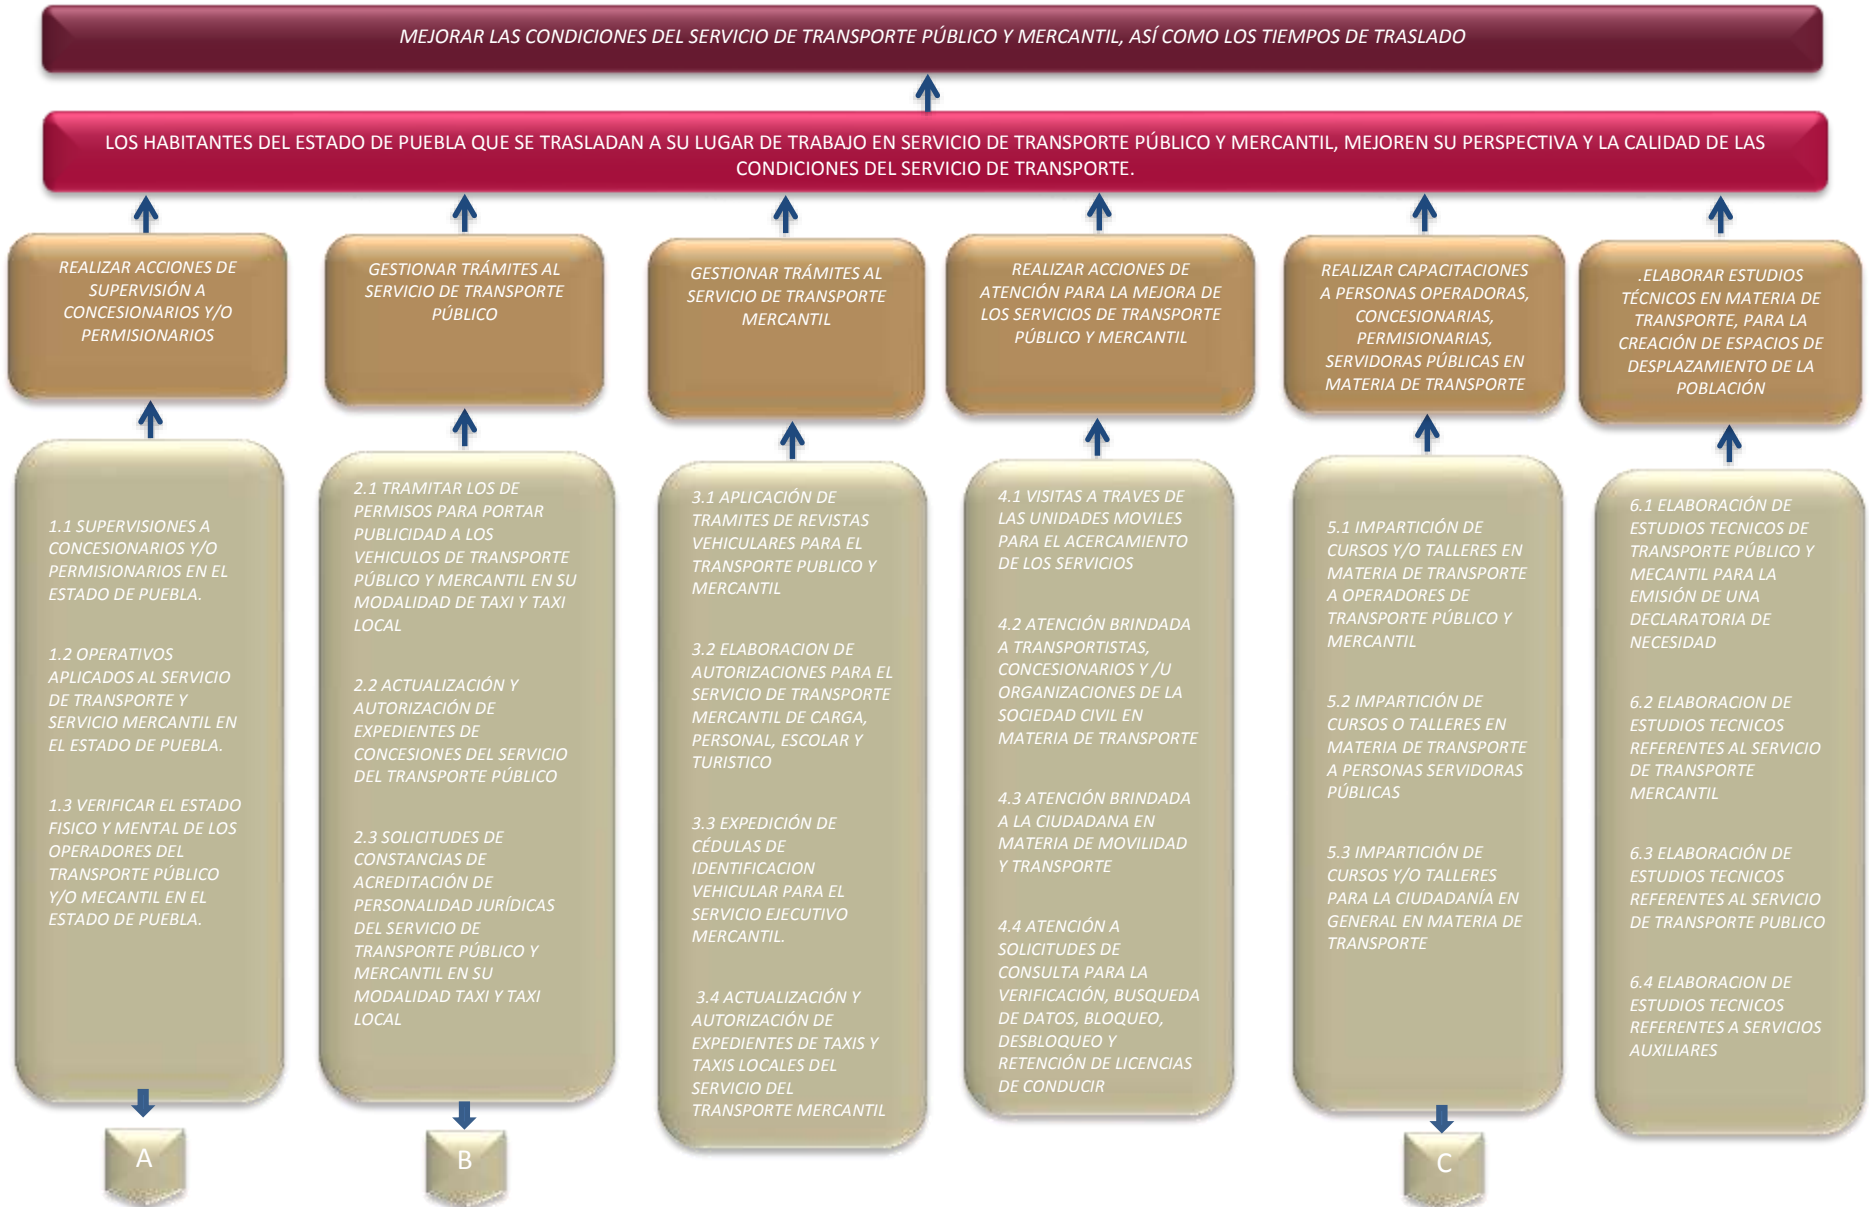 MEJORAR LAS CONDICIONES DEL SERVICIO DE TRANSPORTE PÚBLICO Y MERCANTIL, ASÍ COMO LOS TIEMPOS DE TRASLADO
LOS HABITANTES DEL ESTADO DE PUEBLA QUE SE TRASLADAN A SU LUGAR DE TRABAJO EN SERVICIO DE TRANSPORTE PÚBLICO Y MERCANTIL, MEJOREN SU PERSPECTIVA Y LA CALIDAD DE LAS
CONDICIONES DEL SERVICIO DE TRANSPORTE.
REALIZAR ACCIONES DE
SUPERVISIÓN A
CONCESIONARIOS Y/O
PERMISIONARIOS
GESTIONAR TRÁMITES AL
SERVICIO DE TRANSPORTE
PÚBLICO
GESTIONAR TRÁMITES AL
SERVICIO DE TRANSPORTE
MERCANTIL
REALIZAR ACCIONES DE
ATENCIÓN PARA LA MEJORA DE
LOS SERVICIOS DE TRANSPORTE
PÚBLICO Y MERCANTIL
REALIZAR CAPACITACIONES
A PERSONAS OPERADORAS,
CONCESIONARIAS,
PERMISIONARIAS,
SERVIDORAS PÚBLICAS EN
MATERIA DE TRANSPORTE
.ELABORAR ESTUDIOS
TÉCNICOS EN MATERIA DE
TRANSPORTE, PARA LA
CREACIÓN DE ESPACIOS DE
DESPLAZAMIENTO DE LA
POBLACIÓN
1.1 SUPERVISIONES A
CONCESIONARIOS Y/O
PERMISIONARIOS EN EL
ESTADO DE PUEBLA.
1.2 OPERATIVOS
APLICADOS AL SERVICIO
DE TRANSPORTE Y
SERVICIO MERCANTIL EN
EL ESTADO DE PUEBLA.
1.3 VERIFICAR EL ESTADO
FISICO Y MENTAL DE LOS
OPERADORES DEL
TRANSPORTE PÚBLICO
Y/O MECANTIL EN EL
ESTADO DE PUEBLA.
2.1 TRAMITAR LOS DE
PERMISOS PARA PORTAR
PUBLICIDAD A LOS
VEHICULOS DE TRANSPORTE
PÚBLICO Y MERCANTIL EN SU
MODALIDAD DE TAXI Y TAXI
LOCAL
2.2 ACTUALIZACIÓN Y
AUTORIZACIÓN DE
EXPEDIENTES DE
CONCESIONES DEL SERVICIO
DEL TRANSPORTE PÚBLICO
2.3 SOLICITUDES DE
CONSTANCIAS DE
ACREDITACIÓN DE
PERSONALIDAD JURÍDICAS
DEL SERVICIO DE
TRANSPORTE PÚBLICO Y
MERCANTIL EN SU
MODALIDAD TAXI Y TAXI
LOCAL
3.1 APLICACIÓN DE
TRAMITES DE REVISTAS
VEHICULARES PARA EL
TRANSPORTE PUBLICO Y
MERCANTIL
3.2 ELABORACION DE
AUTORIZACIONES PARA EL
SERVICIO DE TRANSPORTE
MERCANTIL DE CARGA,
PERSONAL, ESCOLAR Y
TURISTICO
3.3 EXPEDICIÓN DE
CÉDULAS DE
IDENTIFICACION
VEHICULAR PARA EL
SERVICIO EJECUTIVO
MERCANTIL.
3.4 ACTUALIZACIÓN Y
AUTORIZACIÓN DE
EXPEDIENTES DE TAXIS Y
TAXIS LOCALES DEL
SERVICIO DEL
TRANSPORTE MERCANTIL
4.1 VISITAS A TRAVES DE
LAS UNIDADES MOVILES
PARA EL ACERCAMIENTO
DE LOS SERVICIOS
4.2 ATENCIÓN BRINDADA
A TRANSPORTISTAS,
CONCESIONARIOS Y /U
ORGANIZACIONES DE LA
SOCIEDAD CIVIL EN
MATERIA DE TRANSPORTE
4.3 ATENCIÓN BRINDADA
A LA CIUDADANA EN
MATERIA DE MOVILIDAD
Y TRANSPORTE
4.4 ATENCIÓN A
SOLICITUDES DE
CONSULTA PARA LA
VERIFICACIÓN, BUSQUEDA
DE DATOS, BLOQUEO,
DESBLOQUEO Y
RETENCIÓN DE LICENCIAS
DE CONDUCIR
5.1 IMPARTICIÓN DE
CURSOS Y/O TALLERES EN
MATERIA DE TRANSPORTE
A OPERADORES DE
TRANSPORTE PÚBLICO Y
MERCANTIL
5.2 IMPARTICIÓN DE
CURSOS O TALLERES EN
MATERIA DE TRANSPORTE
A PERSONAS SERVIDORAS
PÚBLICAS
5.3 IMPARTICIÓN DE
CURSOS Y/O TALLERES
PARA LA CIUDADANÍA EN
GENERAL EN MATERIA DE
TRANSPORTE
6.1 ELABORACIÓN DE
ESTUDIOS TECNICOS DE
TRANSPORTE PÚBLICO Y
MECANTIL PARA LA
EMISIÓN DE UNA
DECLARATORIA DE
NECESIDAD
6.2 ELABORACION DE
ESTUDIOS TECNICOS
REFERENTES AL SERVICIO
DE TRANSPORTE
MERCANTIL
6.3 ELABORACIÓN DE
ESTUDIOS TECNICOS
REFERENTES AL SERVICIO
DE TRANSPORTE PUBLICO
6.4 ELABORACION DE
ESTUDIOS TECNICOS
REFERENTES A SERVICIOS
AUXILIARES
A
B
C